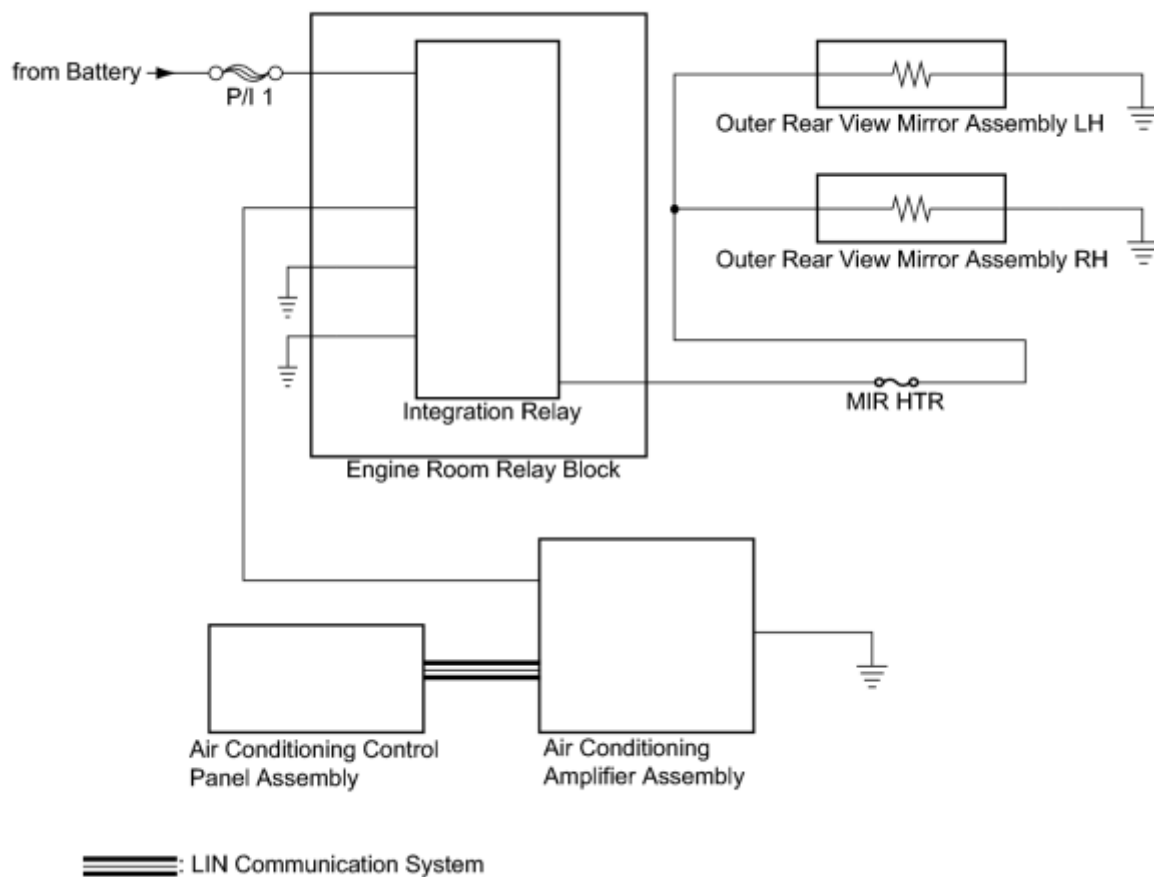 from Battery
P/I 1
Outer Rear View Mirror Assembly LH
Outer Rear View Mirror Assembly RH
MIR HTR
Integration Relay
Engine Room Relay Block
Air Conditioning Control
Panel Assembly
Air Conditioning
Amplifier Assembly
: LIN Communication System